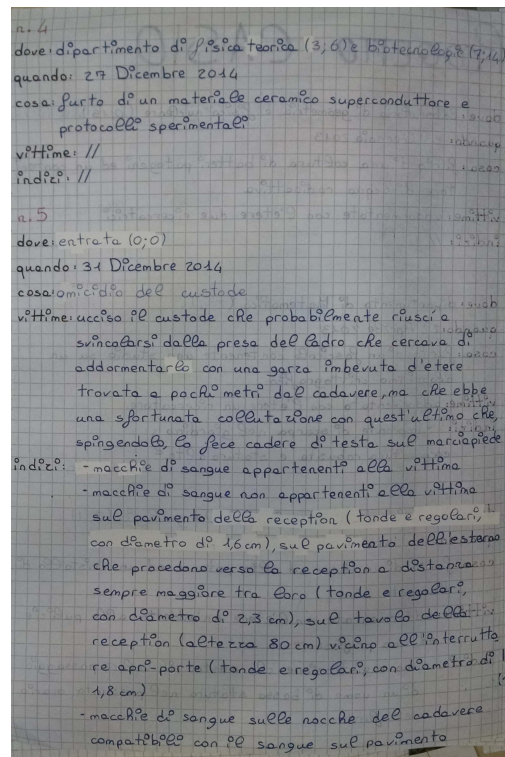 n. 4
dove: dipartimento di fisica teorica (3;6) e biotecnologie (7;14)
quando: 27 Dicembre 2014
cosa: furto di un materiale ceramico superconduttore e
protocolli sperimentali
vittime: //
indizi: //
n. 5
dove: entrata (0;0)
quando: 31 Dicembre 2014
cosa: omicidio del custode
vittime: ucciso il custode che probabilmente riuscì a
svincolarsi dalla presa del ladro che cercava di
addormentarlo con una garza imbevuta d'etere
trovata a pochi metri dal cadavere, ma che ebbe
una sfortunata collutazione con quest'ultimo che,
spingendolo, lo fece cadere di testa sul marciapiede
indizi: - macchie di sangue appartenenti alla vittima
- macchie di sangue non appartenenti alla vittima
sul pavimento della reception (tonde e regolari,
con diametro di 1,6 cm), sul pavimento dell'esterno
che procedono verso la reception a distanza
sempre maggiore tra loro (tonde e regolari,
con diametro di 2,3 cm), sul tavolo della
reception (altezza 80 cm) vicino all'interrutto
re apri-porte (tonde e regolari, con diametro di
1,8 cm)
- macchie di sangue sulle nocche del cadavere
compatibili con il sangue sul pavimento